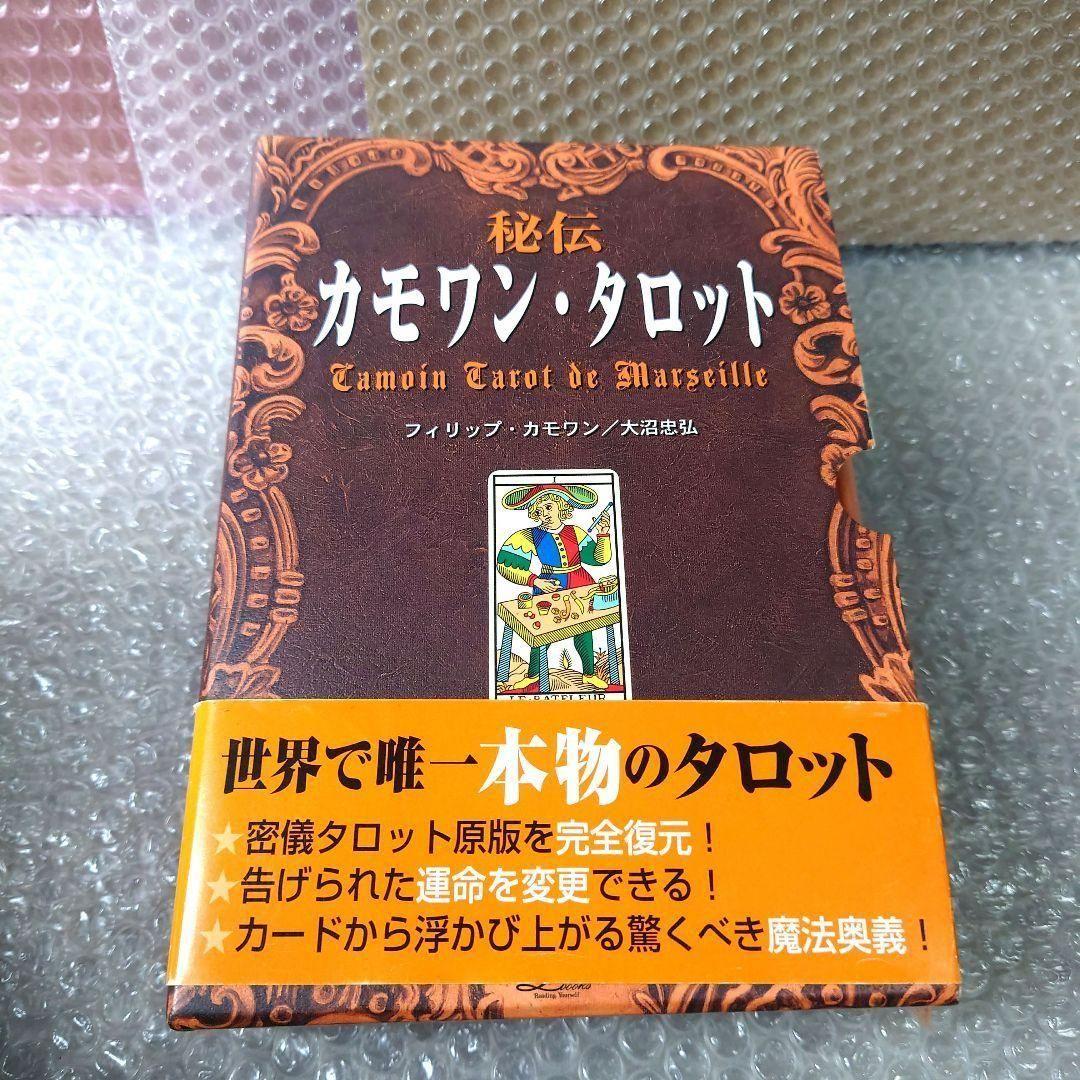 秘伝
カモワン・タロット
Camoin Tarot de Marseille
フィリップ・カモワン／大沼忠弘
I
LE·BATELEUR
世界で唯一本物のタロット
★密儀タロット原版を完全復元！
★告げられた運命を変更できる！
★カードから浮かび上がる驚くべき魔法奥義！
Reading Yourself